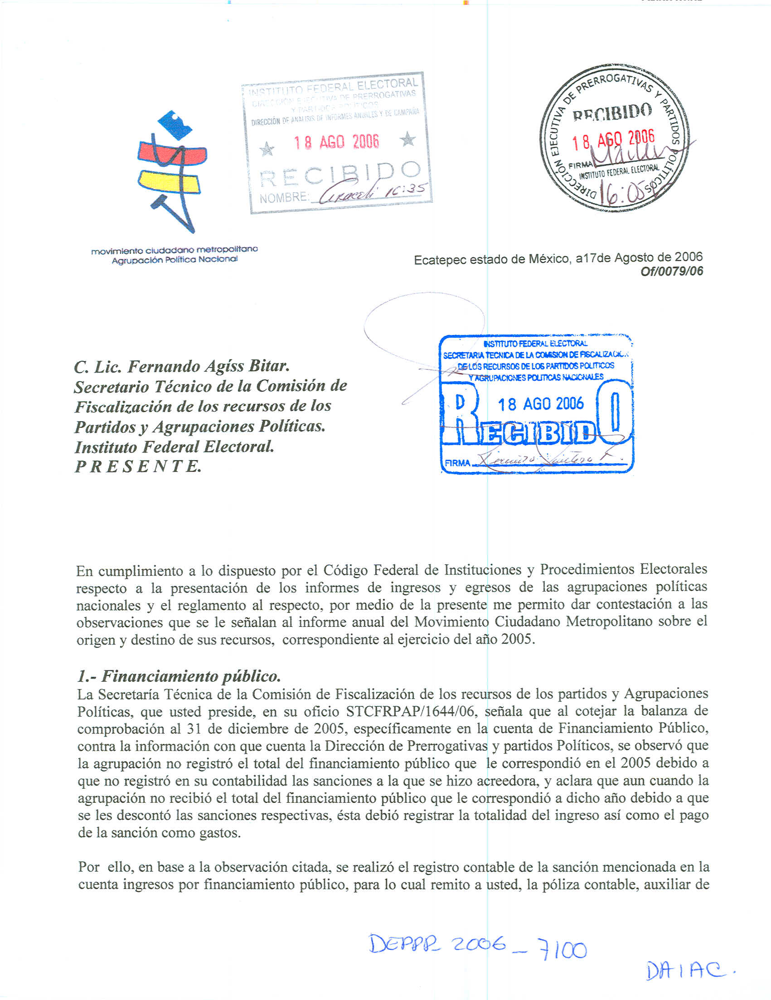 INSTITUTO FEDERAL ELECTORAL
DIRECCIÓN EJECUTIVA DE PRERROGATIVAS
Y PARTIDOS POLITICOS
DIRECCIÓN DE ANALISIS DE INFORMES ANUALES Y DE CAMPAÑA
18 AGO 2006
RECIBIDO
NOMBRE: Araceli 16:35
DIRECCIÓN EJECUTIVA DE PRERROGATIVAS Y PARTIDOS POLÍTICOS
RECIBIDO
18 AGO 2006
FIRMA
INSTITUTO FEDERAL ELECTORAL
16:05
movimiento ciudadano metropolitano
Agrupación Política Nacional
Ecatepec estado de México, a17de Agosto de 2006
Of/0079/06
INSTITUTO FEDERAL ELECTORAL
SECRETARIA TECNICA DE LA COMISION DE FISCALIZACIC
DE LOS RECURSOS DE LOS PARTIDOS POLITICOS
Y AGRUPACIONES POLITICAS NACIONALES
18 AGO 2006
RECIBIDO
FIRMA
C. Lic. Fernando Agíss Bitar.
Secretario Técnico de la Comisión de
Fiscalización de los recursos de los
Partidos y Agrupaciones Políticas.
Instituto Federal Electoral.
P R E S E N T E.
En cumplimiento a lo dispuesto por el Código Federal de Instituciones y Procedimientos Electorales
respecto a la presentación de los informes de ingresos y egresos de las agrupaciones políticas
nacionales y el reglamento al respecto, por medio de la presente me permito dar contestación a las
observaciones que se le señalan al informe anual del Movimiento Ciudadano Metropolitano sobre el
origen y destino de sus recursos, correspondiente al ejercicio del año 2005.
1.- Financiamiento público.
La Secretaría Técnica de la Comisión de Fiscalización de los recursos de los partidos y Agrupaciones
Políticas, que usted preside, en su oficio STCFRPAP/1644/06, señala que al cotejar la balanza de
comprobación al 31 de diciembre de 2005, específicamente en la cuenta de Financiamiento Público,
contra la información con que cuenta la Dirección de Prerrogativas y partidos Políticos, se observó que
la agrupación no registró el total del financiamiento público que le correspondió en el 2005 debido a
que no registró en su contabilidad las sanciones a la que se hizo acreedora, y aclara que aun cuando la
agrupación no recibió el total del financiamiento público que le correspondió a dicho año debido a que
se les descontó las sanciones respectivas, ésta debió registrar la totalidad del ingreso así como el pago
de la sanción como gastos.
Por ello, en base a la observación citada, se realizó el registro contable de la sanción mencionada en la
cuenta ingresos por financiamiento público, para lo cual remito a usted, la póliza contable, auxiliar de
DEPPP 2006 - 7100
DAIAC.